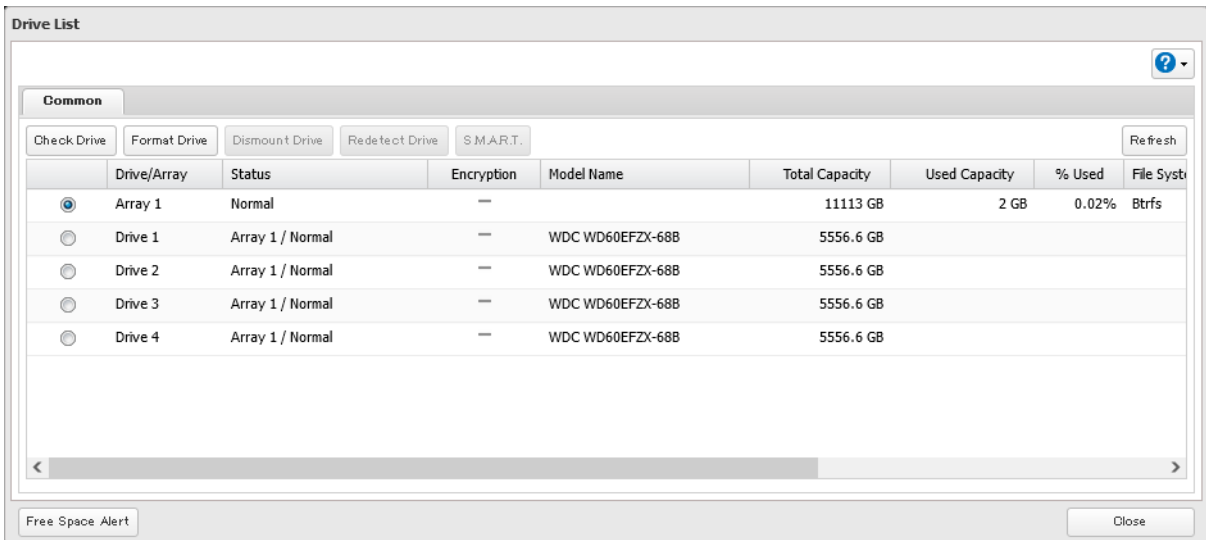 Drive List
?
Common
Check Drive Format Drive Dismount Drive Redetect Drive S.M.A.R.T. Refresh
Drive/Array Status Encryption Model Name Total Capacity Used Capacity % Used File Syste
Array 1 Normal — 11113 GB 2 GB 0.02% Btrfs
Drive 1 Array 1 / Normal — WDC WD60EFZX-68B 5556.6 GB
Drive 2 Array 1 / Normal — WDC WD60EFZX-68B 5556.6 GB
Drive 3 Array 1 / Normal — WDC WD60EFZX-68B 5556.6 GB
Drive 4 Array 1 / Normal — WDC WD60EFZX-68B 5556.6 GB
Free Space Alert Close